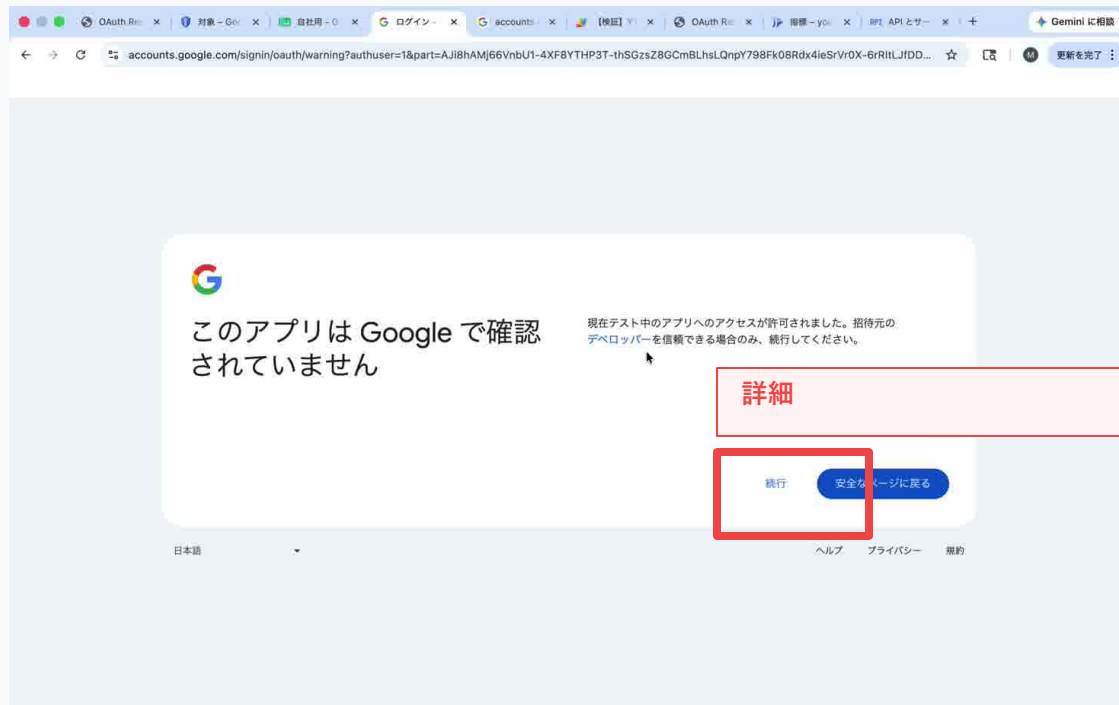 OAuth Re
対象 – Goo
自社用 – G
ログイン -
accounts
【検証】
OAuth Re
指標 – you
API APIとサー
Gemini に相談
accounts.google.com/signin/oauth/warning?authuser=1&part=AJi8hAMj66VnbU1-4XF8YTHP3T-thSGzsZ8GCmBLhsLQnpY798Fk08Rdx4ieSrVr0X-6rRItLJfDD...
M
更新を完了
このアプリは Google で確認
されていません
現在テスト中のアプリへのアクセスが許可されました。招待元の
デベロッパーを信頼できる場合のみ、続行してください。
詳細
続行
安全なページに戻る
日本語
ヘルプ
プライバシー
規約